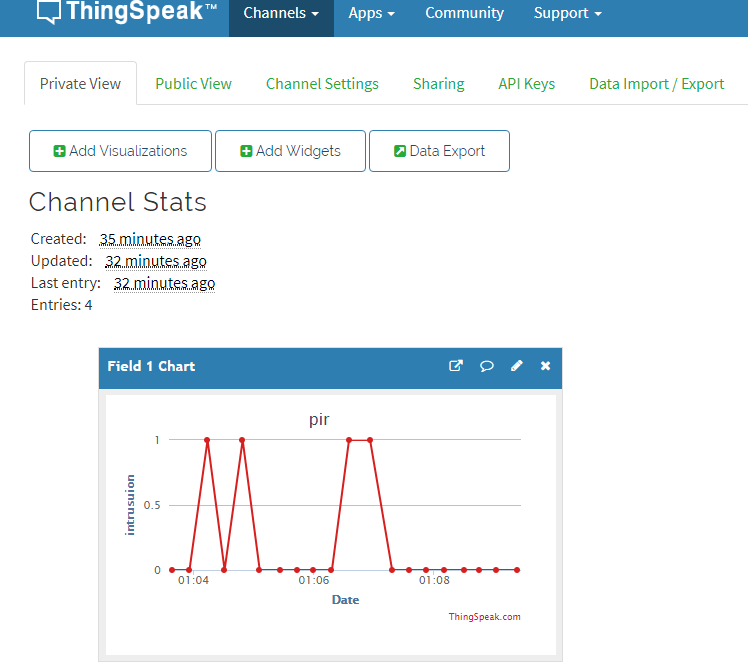 ThingSpeak™ Channels Apps Community Support
Private View Public View Channel Settings Sharing API Keys Data Import / Export
Add Visualizations Add Widgets Data Export
Channel Stats
Created: 35 minutes ago
Updated: 32 minutes ago
Last entry: 32 minutes ago
Entries: 4
Field 1 Chart
pir
intrusuion
1
0.5
0
01:04 01:06 01:08
Date
ThingSpeak.com